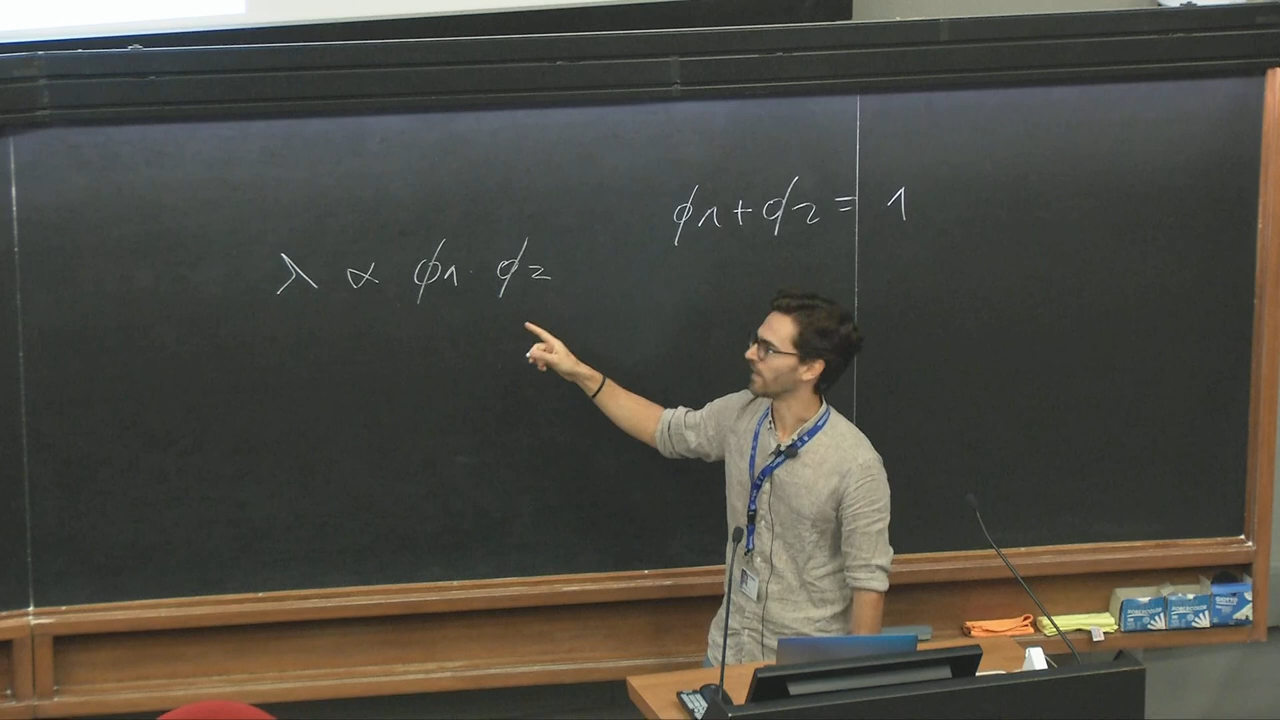 ϕ1 + ϕ2 = 1
λ ∝ ϕ1 · ϕ2